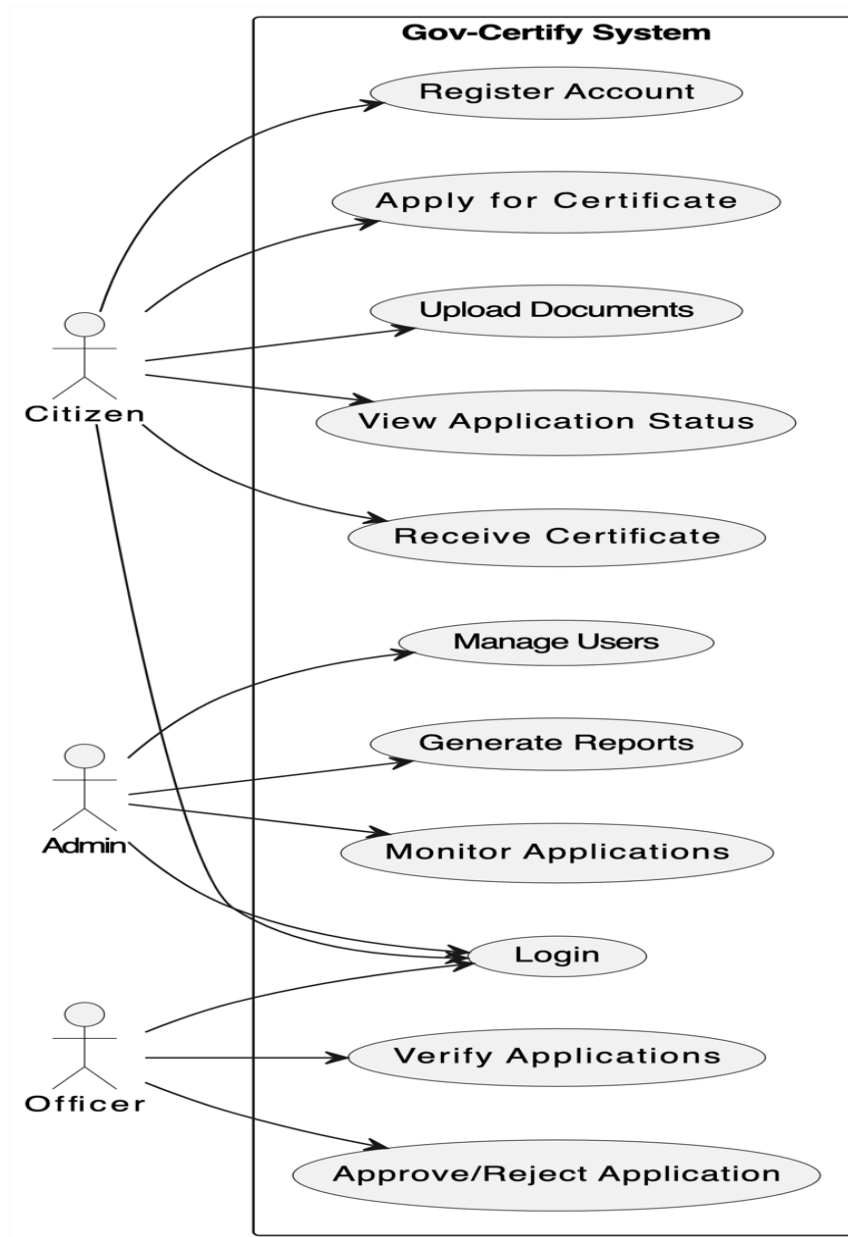 Gov-Certify System
Register Account
Apply for Certificate
Upload Documents
Citizen
View Application Status
Receive Certificate
Manage Users
Generate Reports
Admin
Monitor Applications
Login
Verify Applications
Officer
Approve/Reject Application